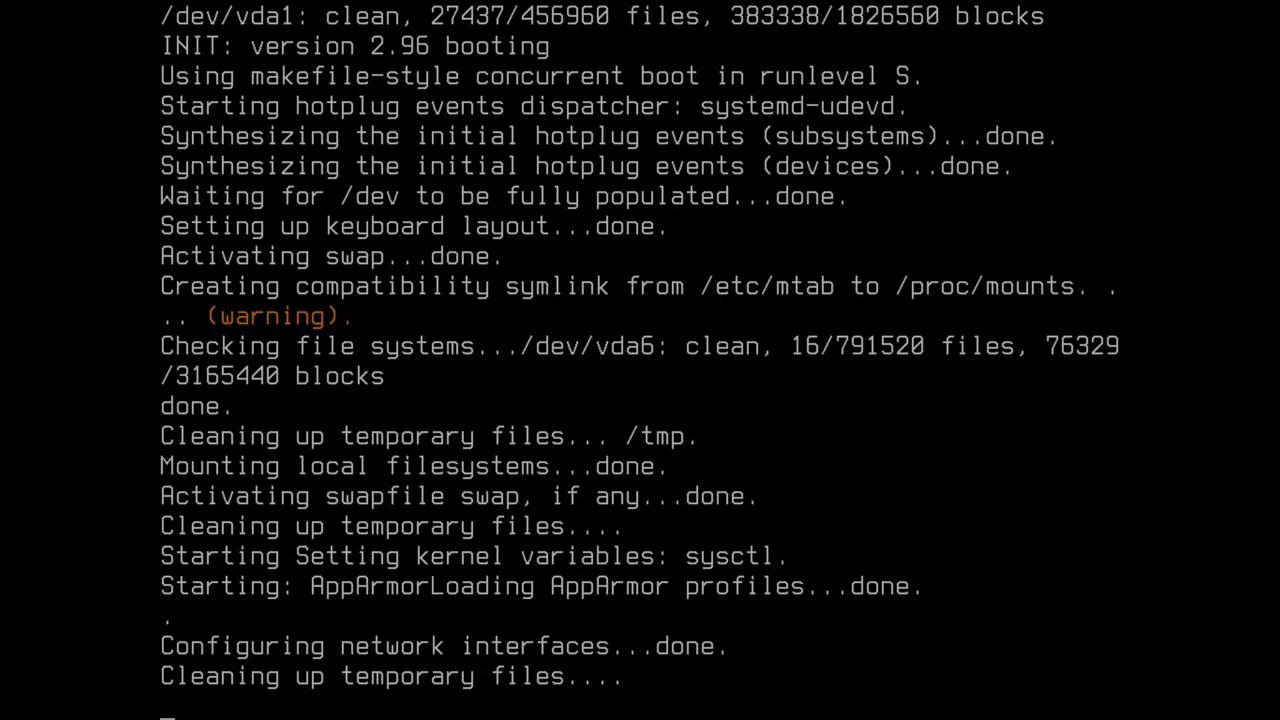 /dev/vda1: clean, 27437/456960 files, 383338/1826560 blocks
INIT: version 2.96 booting
Using makefile-style concurrent boot in runlevel S.
Starting hotplug events dispatcher: systemd-udevd.
Synthesizing the initial hotplug events (subsystems)...done.
Synthesizing the initial hotplug events (devices)...done.
Waiting for /dev to be fully populated...done.
Setting up keyboard layout...done.
Activating swap...done.
Creating compatibility symlink from /etc/mtab to /proc/mounts. .
.. (warning).
Checking file systems.../dev/vda6: clean, 16/791520 files, 76329
/3165440 blocks
done.
Cleaning up temporary files... /tmp.
Mounting local filesystems...done.
Activating swapfile swap, if any...done.
Cleaning up temporary files....
Starting Setting kernel variables: sysctl.
Starting: AppArmorLoading AppArmor profiles...done.
.
Configuring network interfaces...done.
Cleaning up temporary files....